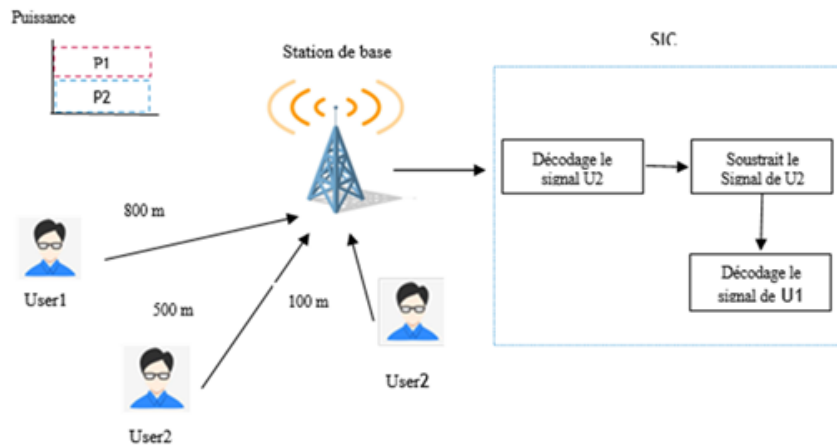 Puissance
P1
P2
Station de base
SIC
Décodage le
signal U2
Soustrait le
Signal de U2
Décodage le
signal de U1
800 m
User1
500 m
100 m
User2
User2